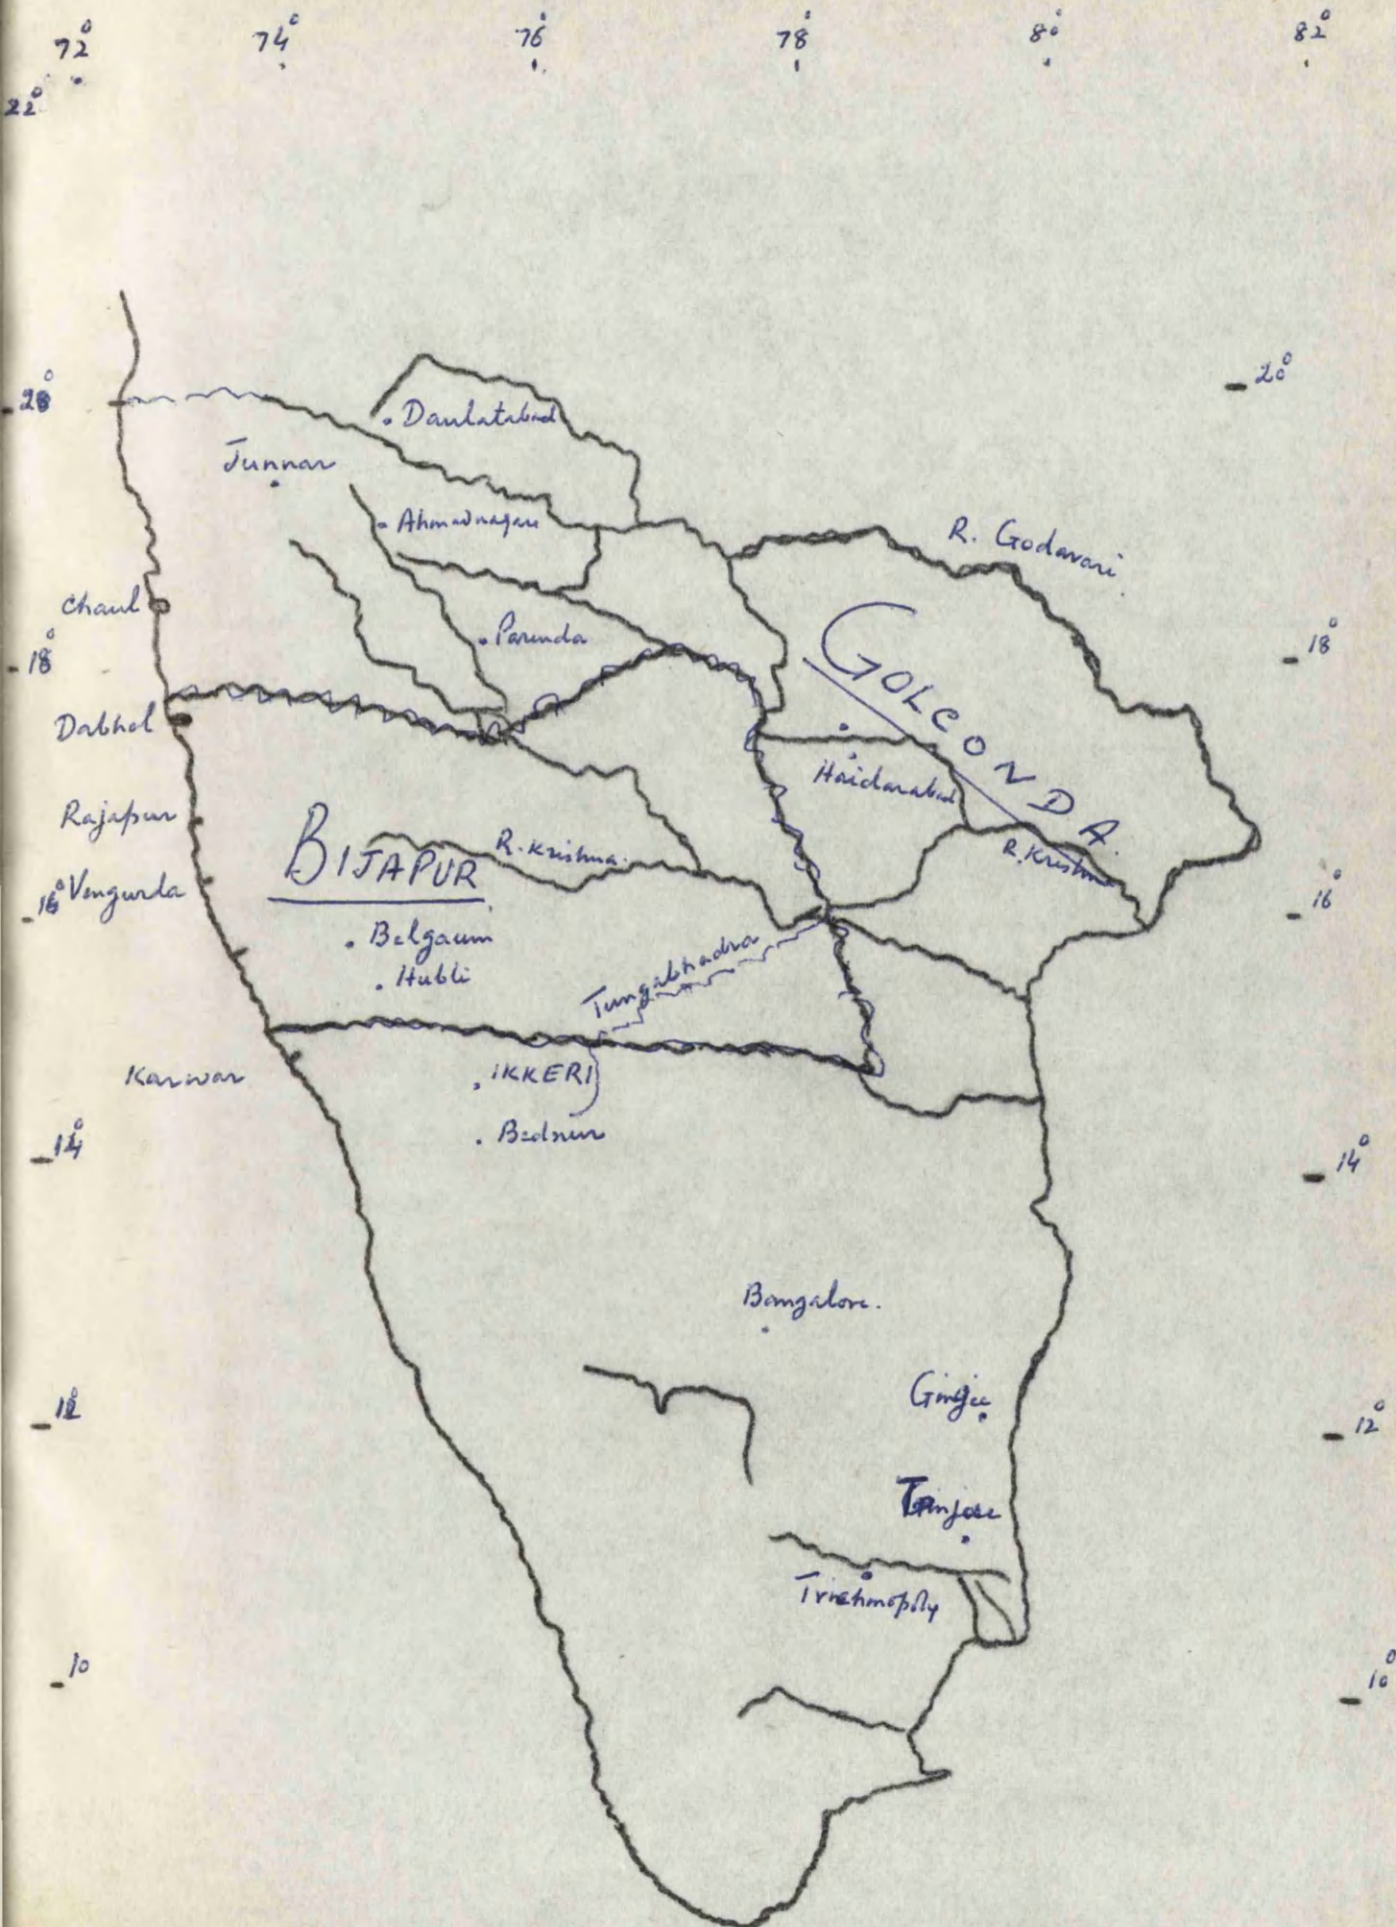 72° 74° 76° 78° 80° 82°
22°
20° 20°
Daulatabad
Junnar
Ahmadnagar
R. Godavari
Chaul
Parenda
18° 18°
GOLCONDA
Dabhol
Haidarabad
Rajapur
BIJAPUR
R. Krishna
R. Krishna
16° Vengurla 16°
Belgaum
Hubli
Tungabhadra
Karwar
IKKERI
Bednur
14° 14°
Bangalore.
Gingee
12° 12°
Tanjore
Trichnopoly
10 10°